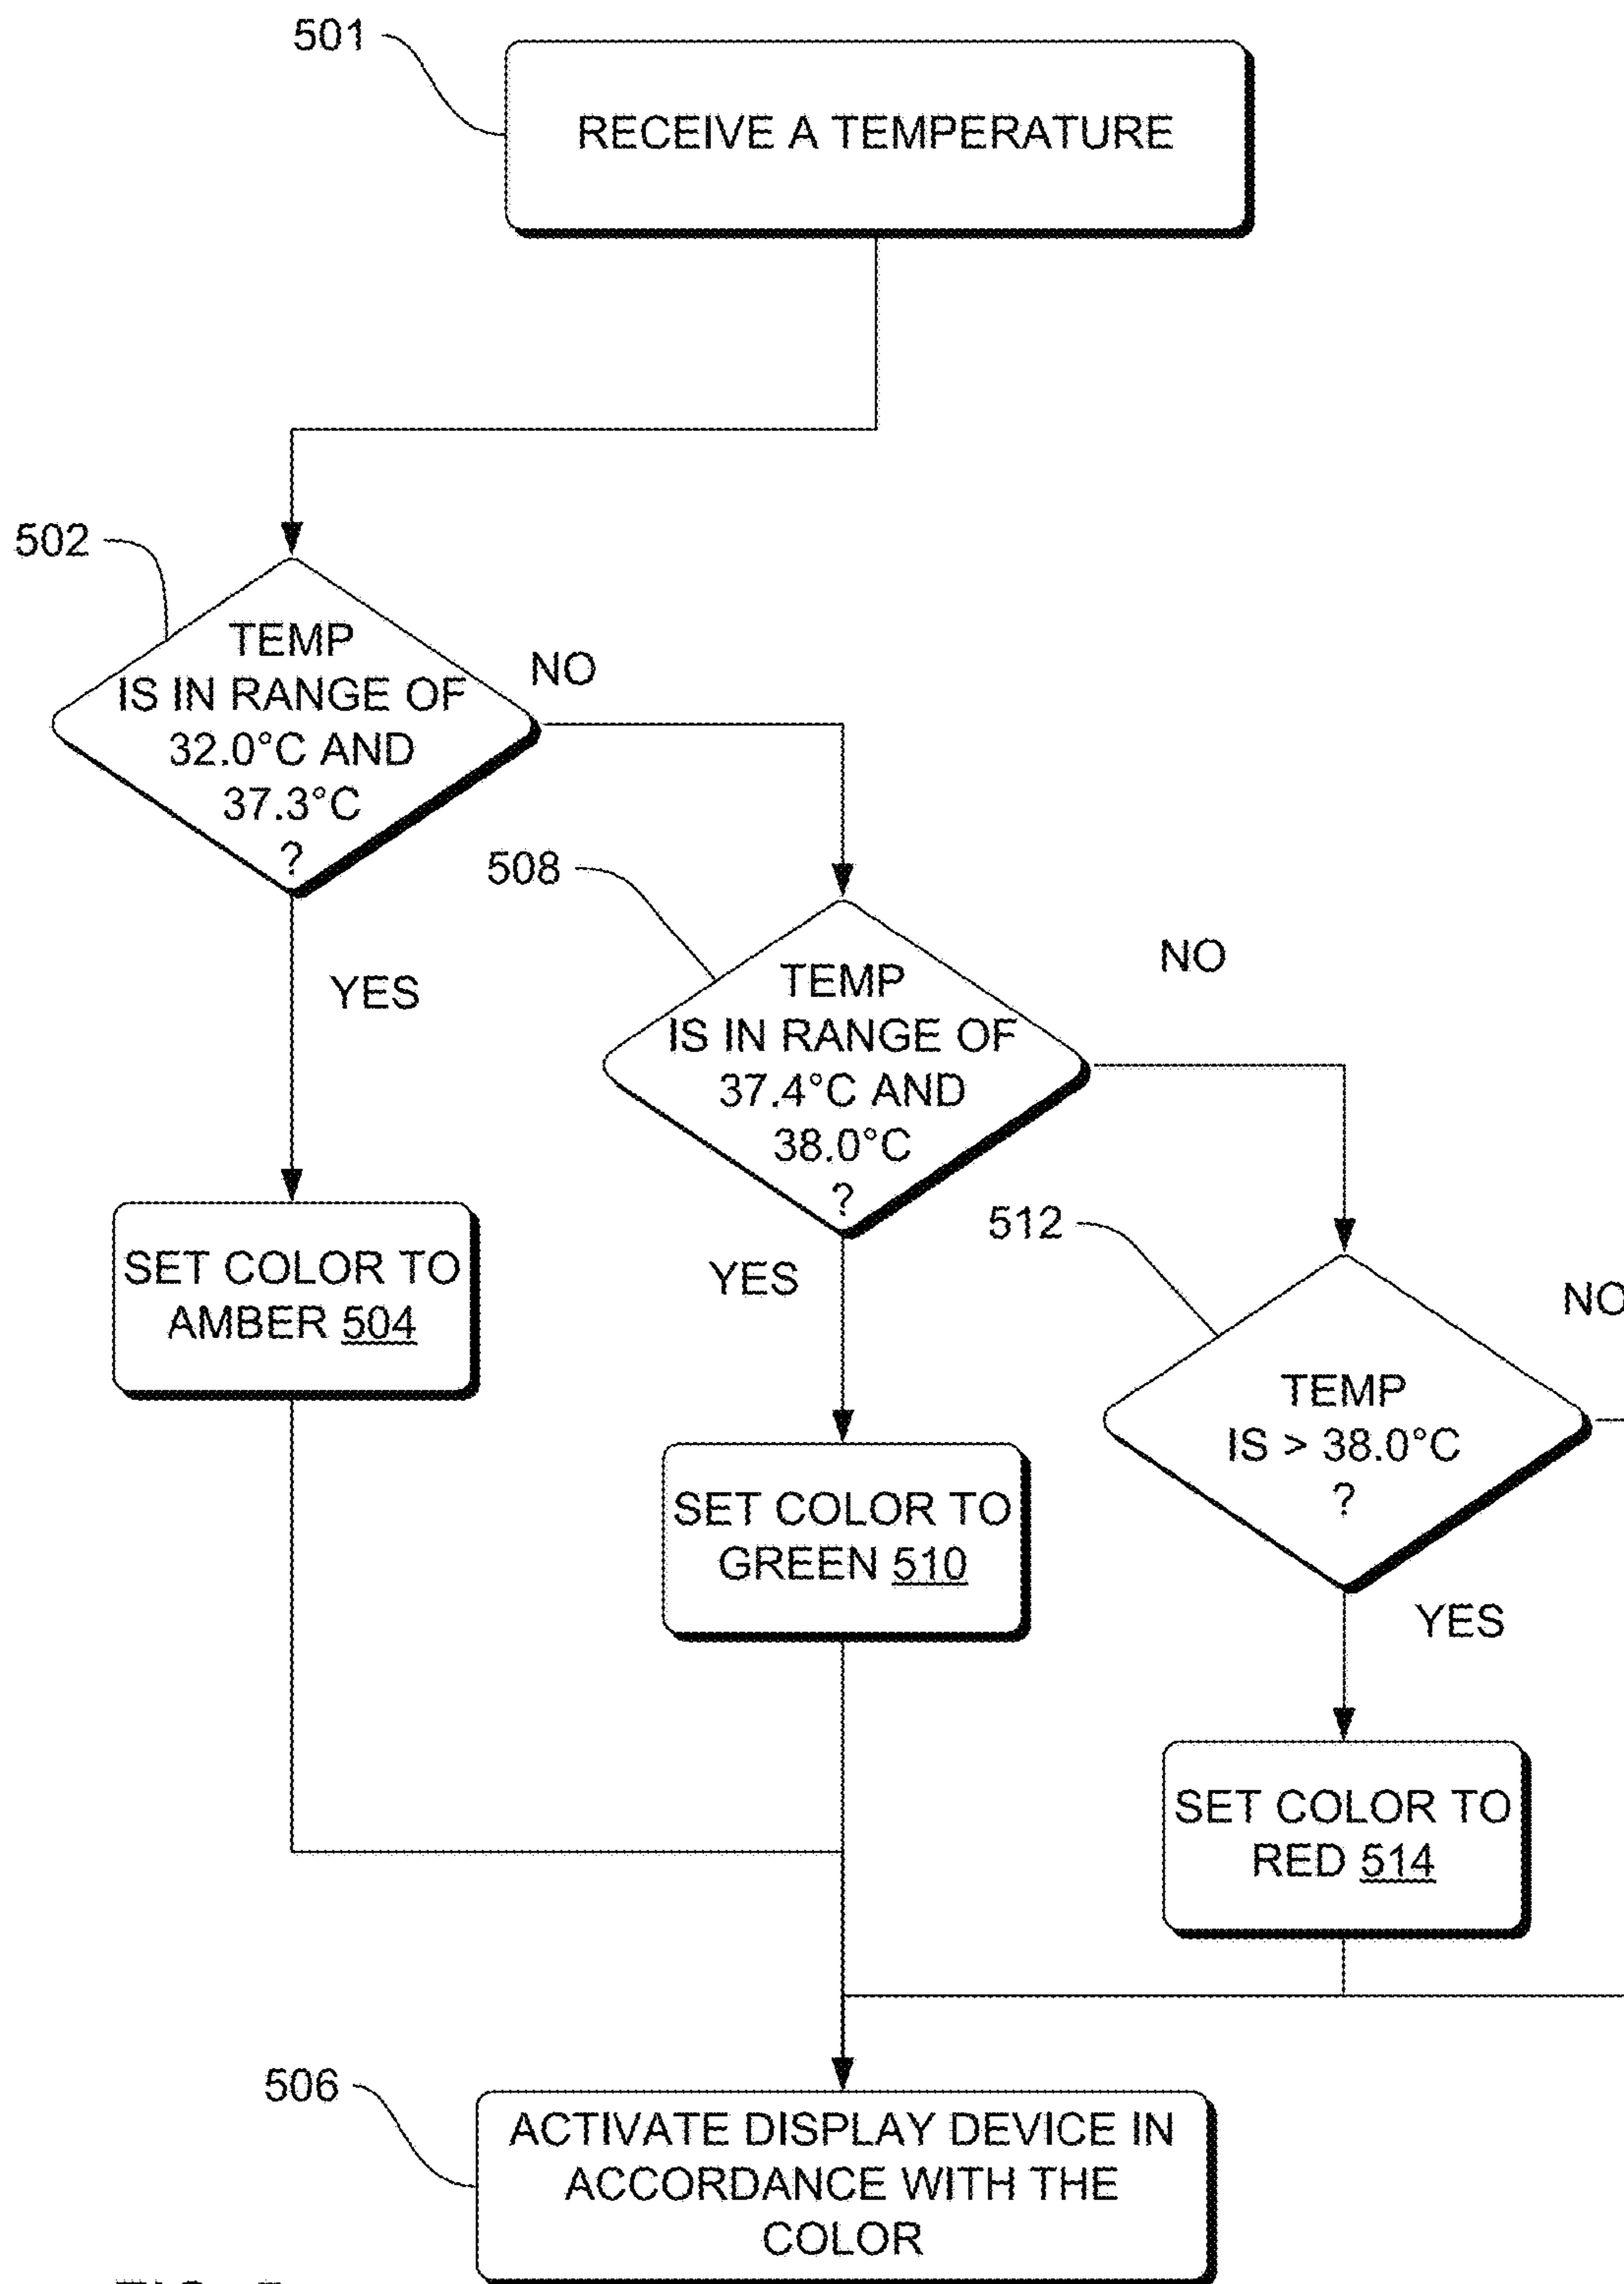 501
RECEIVE A TEMPERATURE
502
TEMP
IS IN RANGE OF
32.0°C AND
37.3°C
?
NO
YES
508
TEMP
IS IN RANGE OF
37.4°C AND
38.0°C
?
NO
YES
SET COLOR TO
AMBER 504
512
TEMP
IS > 38.0°C
?
NO
YES
SET COLOR TO
GREEN 510
SET COLOR TO
RED 514
506
ACTIVATE DISPLAY DEVICE IN
ACCORDANCE WITH THE
COLOR